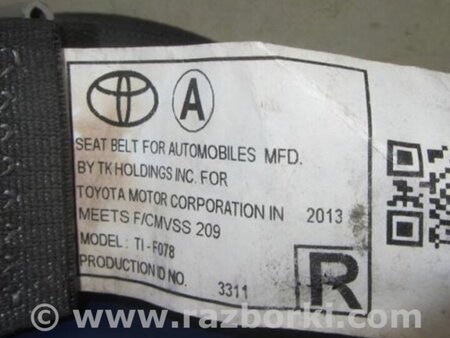 A
SEAT BELT FOR AUTOMOBILES MFD.
BY TK HOLDINGS INC. FOR
TOYOTA MOTOR CORPORATION IN 2013
MEETS F/CMVSS 209
MODEL: TI-F078
PRODUCTION ID NO. 3311
R
www.razborki.com